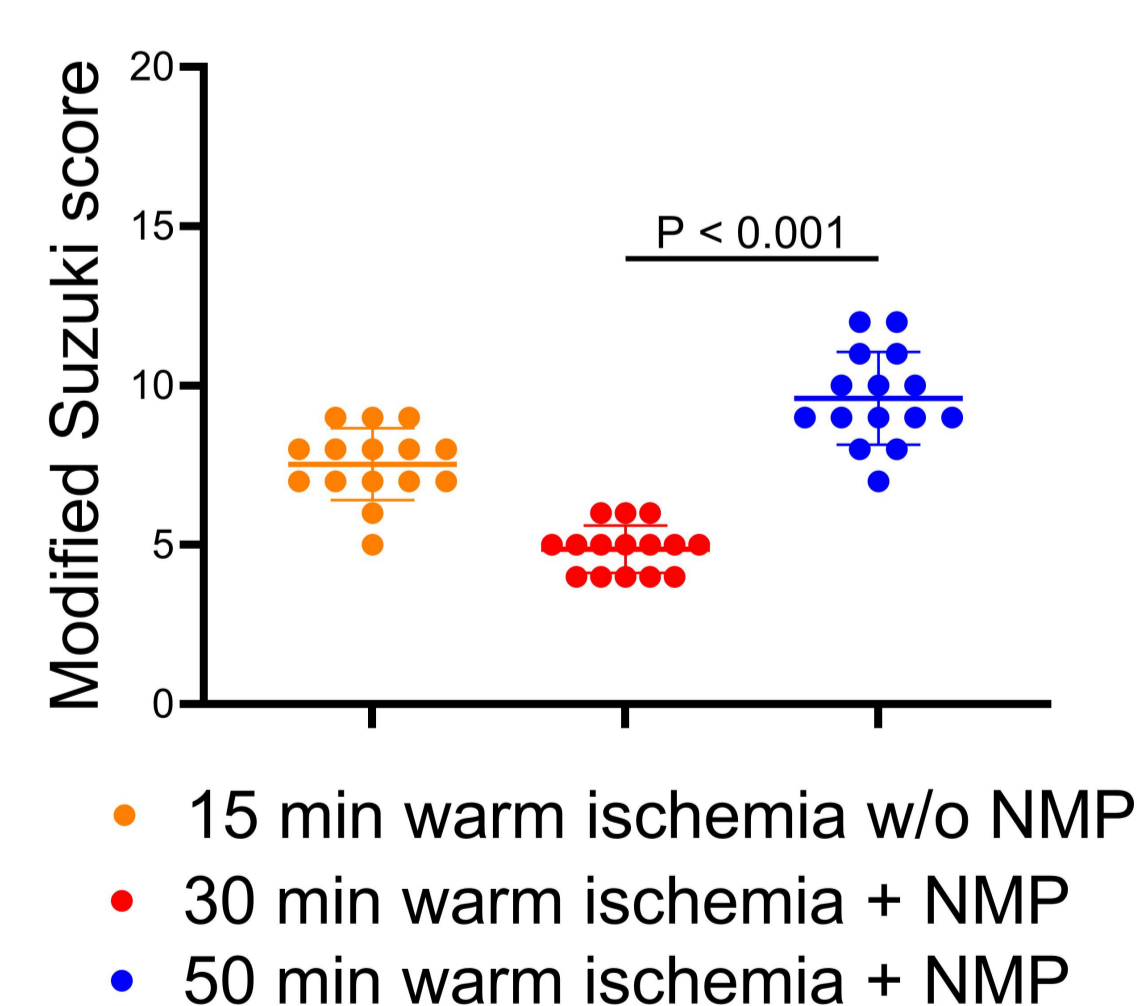 Modified Suzuki score
20
15
10
5
0
P < 0.001
15 min warm ischemia w/o NMP
30 min warm ischemia + NMP
50 min warm ischemia + NMP